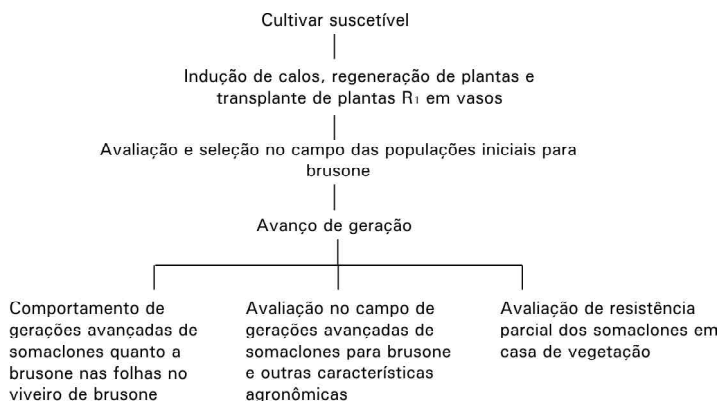 Cultivar suscetível
Indução de calos, regeneração de plantas e
transplante de plantas R₁ em vasos
Avaliação e seleção no campo das populações iniciais para
brusone
Avanço de geração
Comportamento de
gerações avançadas de
somaclones quanto a
brusone nas folhas no
viveiro de brusone
Avaliação no campo de
gerações avançadas de
somaclones para brusone
e outras características
agronômicas
Avaliação de resistência
parcial dos somaclones em
casa de vegetação